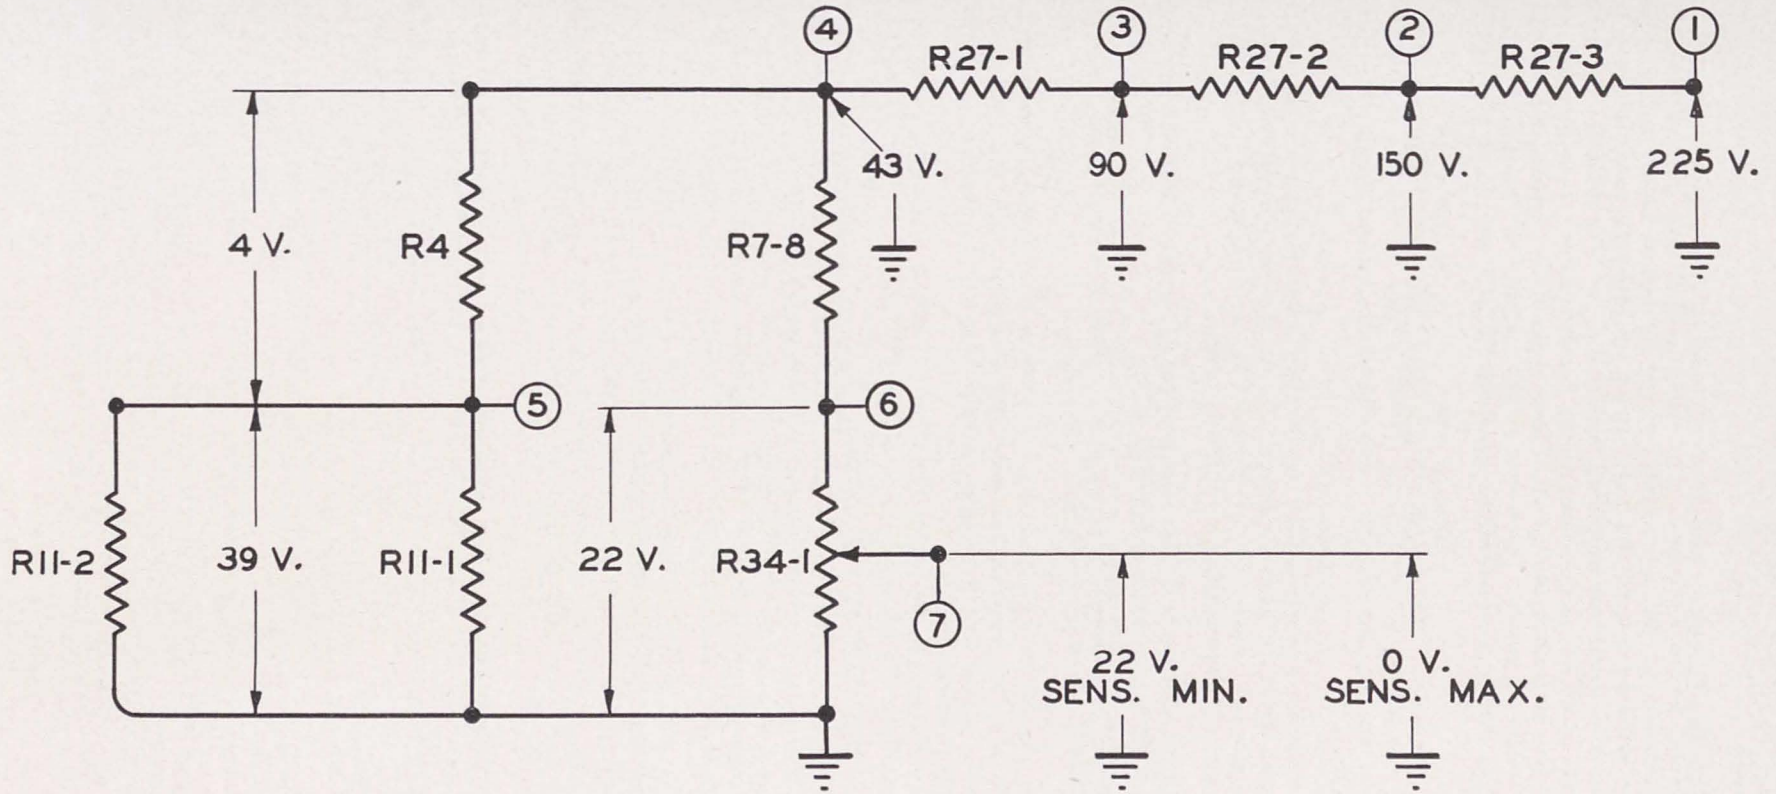 4
3
2
1
R27-1
R27-2
R27-3
43 V.
90 V.
150 V.
225 V.
4 V.
R4
R7-8
5
6
R11-2
39 V.
R11-1
22 V.
R34-1
7
22 V.
SENS. MIN.
0 V.
SENS. MAX.